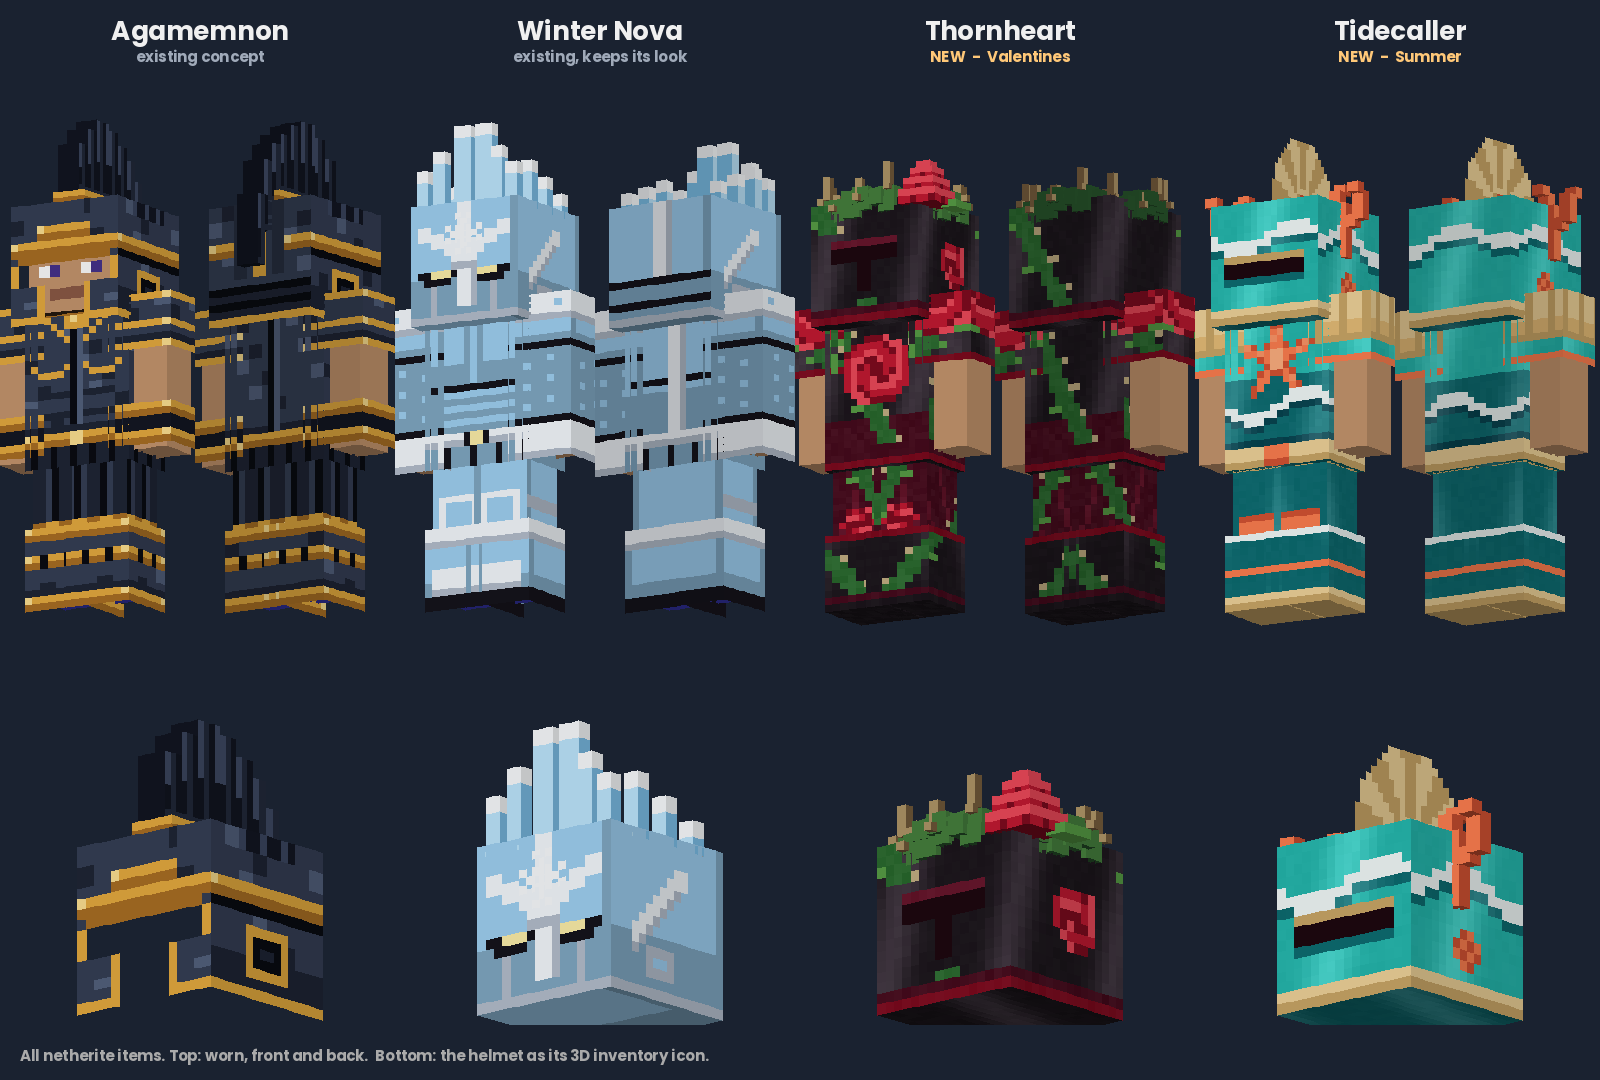 Agamemnon
existing concept
Winter Nova
existing, keeps its look
Thornheart
NEW - Valentines
Tidecaller
NEW - Summer
All netherite items. Top: worn, front and back. Bottom: the helmet as its 3D inventory icon.